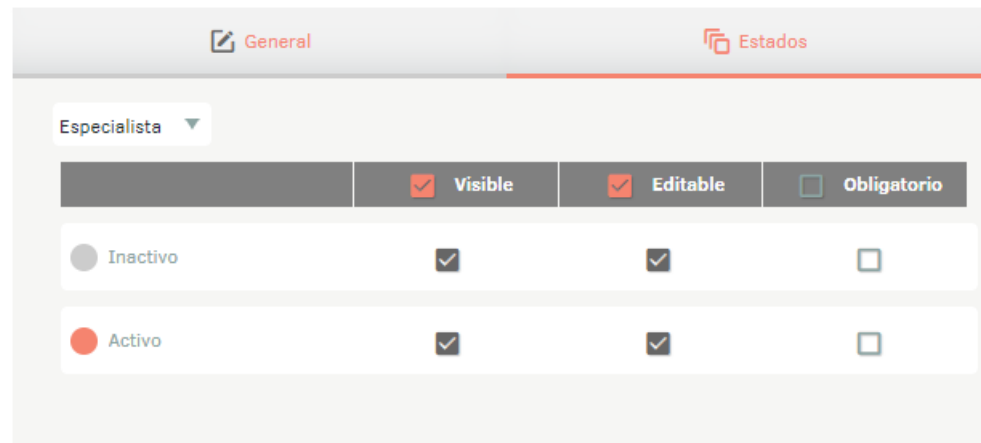 General Estados
Especialista
Visible Editable Obligatorio
Inactivo
Activo